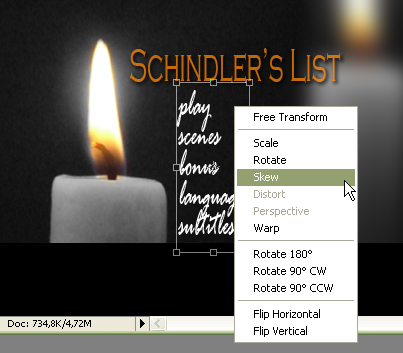 SCHINDLER'S LIST
play
scenes
bonus
languag
subtitles
Free Transform
Scale
Rotate
Skew
Distort
Perspective
Warp
Rotate 180°
Rotate 90° CW
Rotate 90° CCW
Flip Horizontal
Flip Vertical
Doc: 734,8K/4,72M